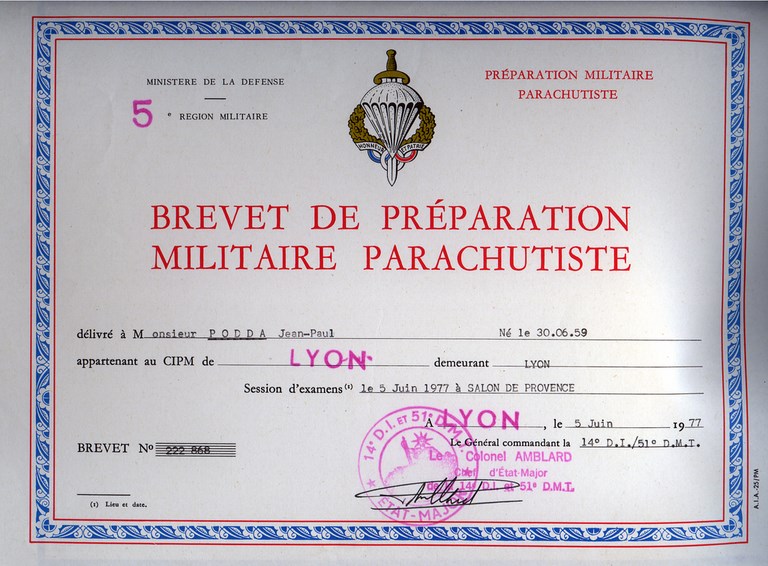 MINISTERE DE LA DEFENSE
5e REGION MILITAIRE
HONNEUR ET PATRIE
PRÉPARATION MILITAIRE
PARACHUTISTE
BREVET DE PRÉPARATION
MILITAIRE PARACHUTISTE
délivré à Monsieur PODDA Jean-Paul Né le 30.06.59
appartenant au CIPM de LYON demeurant LYON
Session d'examens (1) le 5 Juin 1977 à SALON DE PROVENCE
A LYON, le 5 Juin 1977
Le Général commandant la 14° D.I./51° D.M.T.
BREVET No 222 868
Le Colonel AMBLARD
Chef d'État-Major
de la 14° D.I. et 51° D.M.T.
14° D.I. ET 51° D.M.T.
ÉTAT-MAJOR
(1) Lieu et date.
A.I.A.-25/PM